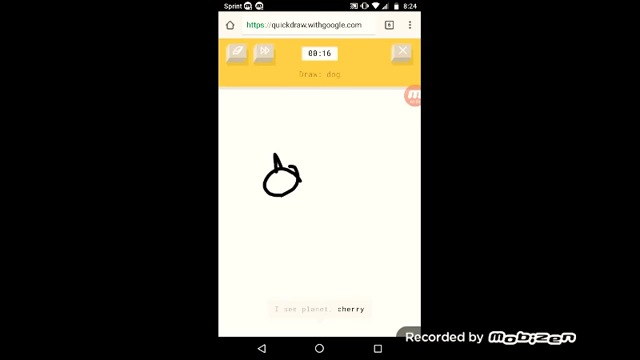 Sprint 8:24
https://quickdraw.withgoogle.com
00:16
Draw: dog
I see planet, cherry
Recorded by Mobizen